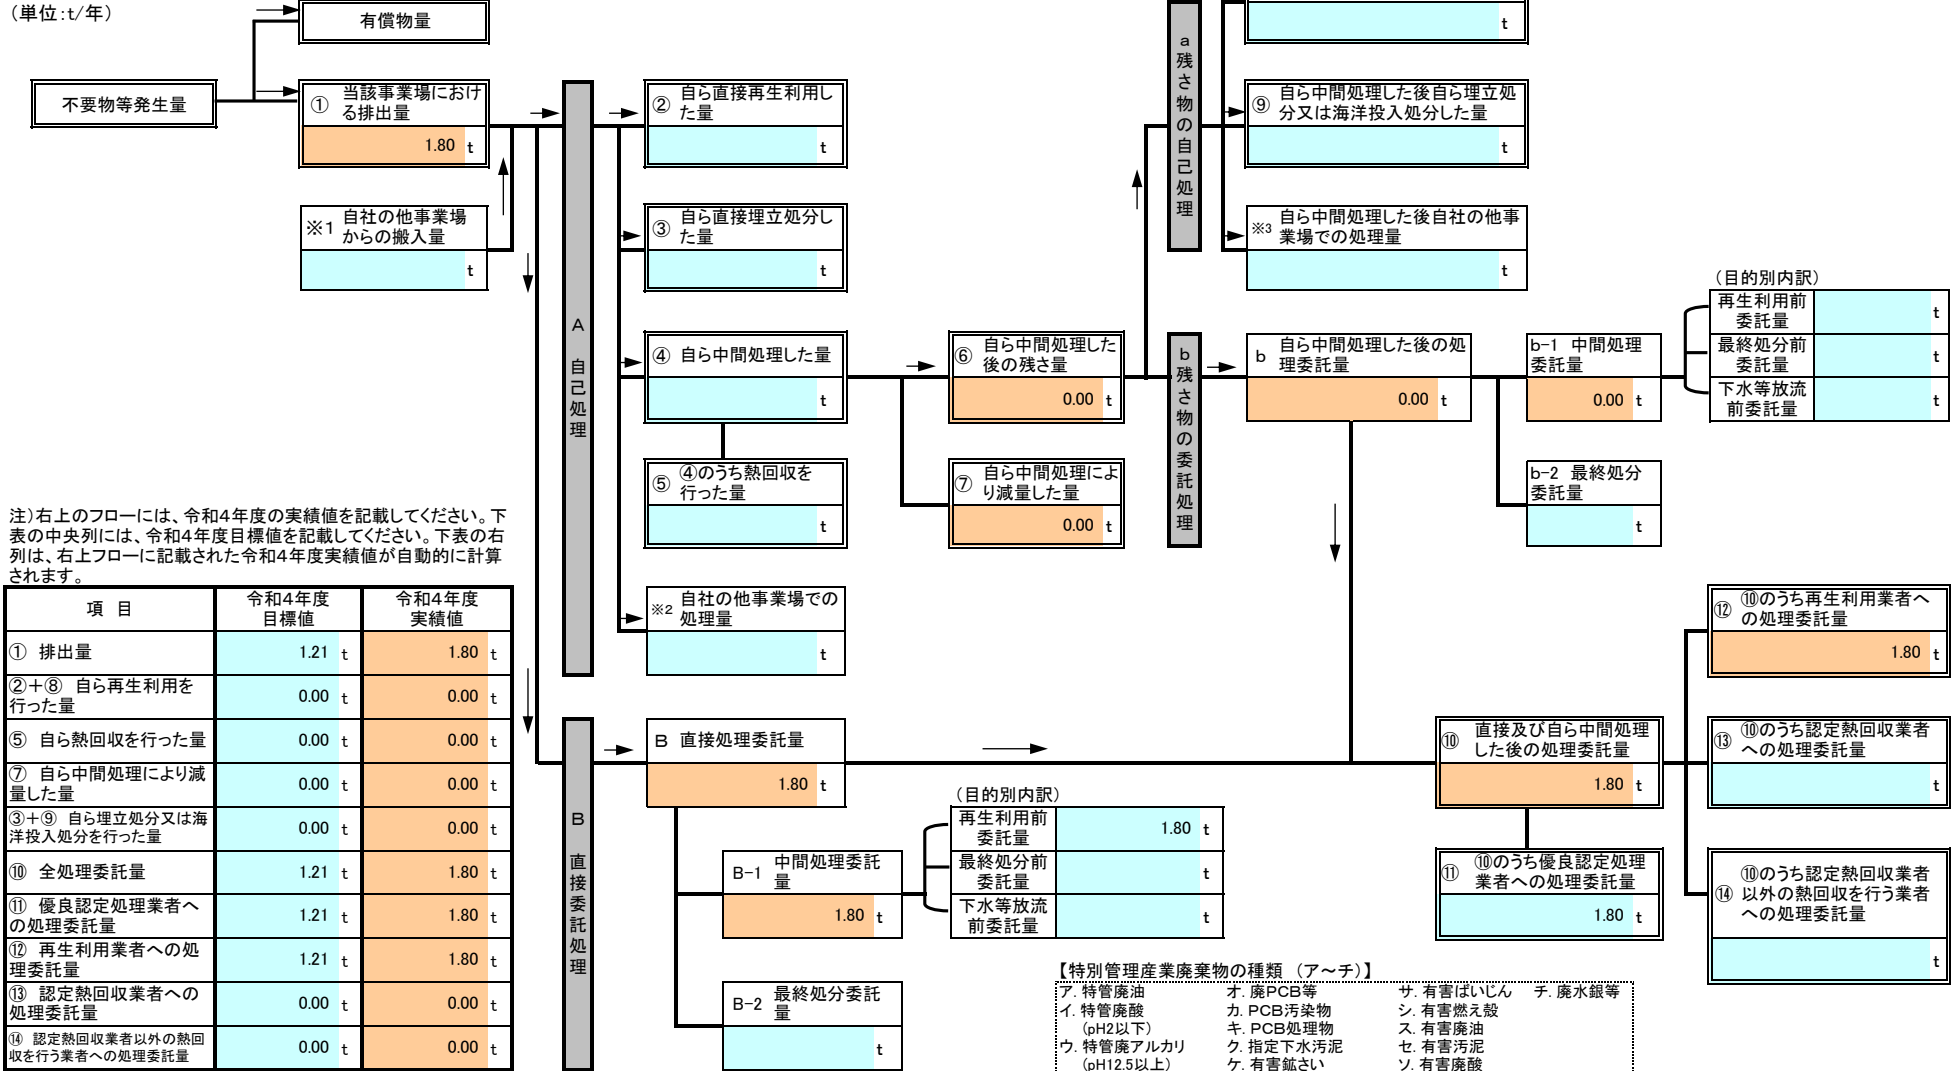 （単位：t/年）
有償物量
不要物等発生量
① 当該事業場におけ
る排出量
1.80 t
※1 自社の他事業場
からの搬入量
t
A 自己処理
② 自ら直接再生利用し
た量
t
③ 自ら直接埋立処分し
た量
t
④ 自ら中間処理した量
t
⑤ ④のうち熱回収を
行った量
t
※2 自社の他事業場での
処理量
t
⑥ 自ら中間処理した
後の残さ量
0.00 t
⑦ 自ら中間処理によ
り減量した量
0.00 t
a 残さ物の自己処理
t
⑨ 自ら中間処理した後自ら埋立処
分又は海洋投入処分した量
t
※3 自ら中間処理した後自社の他事
業場での処理量
t
b 残さ物の委託処理
b 自ら中間処理した後の処
理委託量
0.00 t
b-1 中間処理
委託量
0.00 t
（目的別内訳）
再生利用前
委託量
t
最終処分前
委託量
t
下水等放流
前委託量
t
b-2 最終処分
委託量
t
注）右上のフローには、令和4年度の実績値を記載してください。下
表の中央列には、令和4年度目標値を記載してください。下表の右
列は、右上フローに記載された令和4年度実績値が自動的に計算
されます。
項 目 令和4年度 目標値 令和4年度 実績値
① 排出量 1.21 t 1.80 t
②＋⑧ 自ら再生利用を
行った量 0.00 t 0.00 t
⑤ 自ら熱回収を行った量 0.00 t 0.00 t
⑦ 自ら中間処理により減
量した量 0.00 t 0.00 t
③＋⑨ 自ら埋立処分又は海
洋投入処分を行った量 0.00 t 0.00 t
⑩ 全処理委託量 1.21 t 1.80 t
⑪ 優良認定処理業者へ
の処理委託量 1.21 t 1.80 t
⑫ 再生利用業者への処
理委託量 1.21 t 1.80 t
⑬ 認定熱回収業者への
処理委託量 0.00 t 0.00 t
⑭ 認定熱回収業者以外の熱回
収を行う業者への処理委託量 0.00 t 0.00 t
B 直接委託処理
B 直接処理委託量
1.80 t
B-1 中間処理委託
量
1.80 t
（目的別内訳）
再生利用前
委託量
1.80 t
最終処分前
委託量
t
下水等放流
前委託量
t
B-2 最終処分委託
量
t
⑩ 直接及び自ら中間処理
した後の処理委託量
1.80 t
⑪ ⑩のうち優良認定処理
業者への処理委託量
1.80 t
⑫ ⑩のうち再生利用業者へ
の処理委託量
1.80 t
⑬ ⑩のうち認定熱回収業者
への処理委託量
t
⑭ ⑩のうち認定熱回収業者
以外の熱回収を行う業者
への処理委託量
t
【特別管理産業廃棄物の種類 （ア～チ）】
ア. 特管廃油 オ. 廃PCB等 サ. 有害ばいじん チ. 廃水銀等
イ. 特管廃酸 カ. PCB汚染物 シ. 有害燃え殻
（pH2以下） キ. PCB処理物 ス. 有害廃油
ウ. 特管廃アルカリ ク. 指定下水汚泥 セ. 有害汚泥
（pH12.5以上） ケ. 有害鉱さい ソ. 有害廃酸